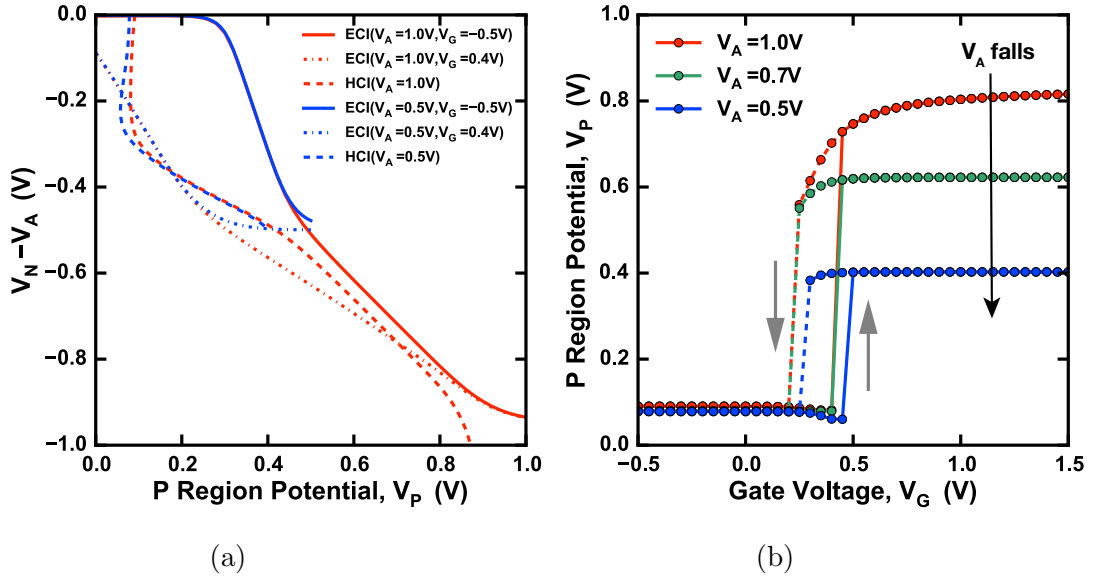 (a)
V_N −V_A (V)
0.0
−0.2
−0.4
−0.6
−0.8
−1.0
ECI(V_A=1.0V,V_G=−0.5V)
ECI(V_A=1.0V,V_G=0.4V)
HCI(V_A=1.0V)
ECI(V_A=0.5V,V_G=−0.5V)
ECI(V_A=0.5V,V_G=0.4V)
HCI(V_A=0.5V)
0.0 0.2 0.4 0.6 0.8 1.0
P Region Potential, V_P (V)
(a)
(b)
P Region Potential, V_P (V)
1.0
0.8
0.6
0.4
0.2
0.0
V_A=1.0V
V_A=0.7V
V_A=0.5V
V_A falls
−0.5 0.0 0.5 1.0 1.5
Gate Voltage, V_G (V)
(b)